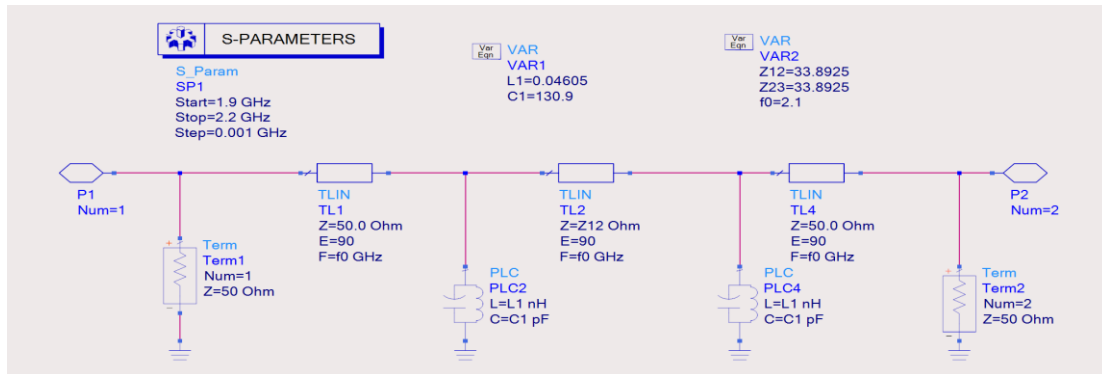 S-PARAMETERS
S_Param
SP1
Start=1.9 GHz
Stop=2.2 GHz
Step=0.001 GHz
Var
Eqn
VAR
VAR1
L1=0.04605
C1=130.9
Var
Eqn
VAR
VAR2
Z12=33.8925
Z23=33.8925
f0=2.1
P1
Num=1
Term
Term1
Num=1
Z=50 Ohm
TLIN
TL1
Z=50.0 Ohm
E=90
F=f0 GHz
PLC
PLC2
L=L1 nH
C=C1 pF
TLIN
TL2
Z=Z12 Ohm
E=90
F=f0 GHz
PLC
PLC4
L=L1 nH
C=C1 pF
TLIN
TL4
Z=50.0 Ohm
E=90
F=f0 GHz
Term
Term2
Num=2
Z=50 Ohm
P2
Num=2